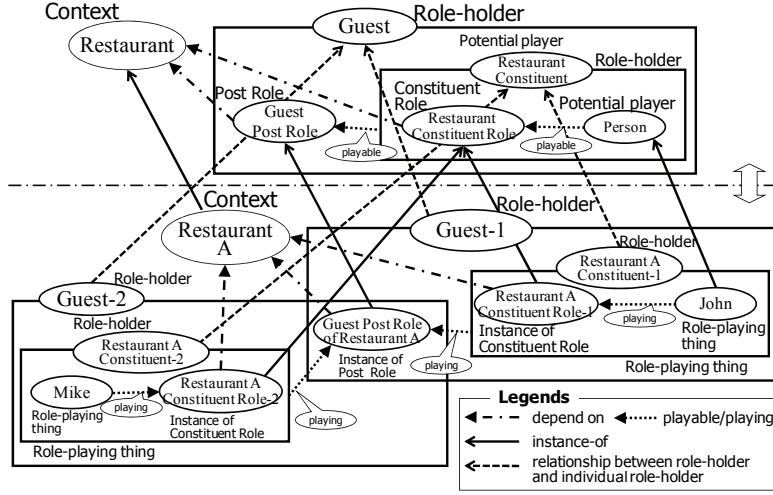 Context
Restaurant
Guest
Role-holder
Potential player
Restaurant
Constituent
Role-holder
Post Role
Guest
Post Role
Constituent
Role
Restaurant
Constituent Role
Potential player
Person
playable
playable
Context
Restaurant
A
Role-holder
Guest-1
Role-holder
Restaurant A
Constituent-1
Role-holder
Guest-2
Role-holder
Restaurant A
Constituent-2
Guest Post Role
of Restaurant A
Instance of
Post Role
Restaurant A
Constituent Role-1
Instance of
Constituent Role
John
playing
Role-playing
thing
playing
Role-playing thing
Mike
Role-playing
thing
playing
Restaurant A
Constituent Role-2
Instance of
Constituent Role
playing
Role-playing thing
Legends
depend on
playable/playing
instance-of
relationship between role-holder
and individual role-holder